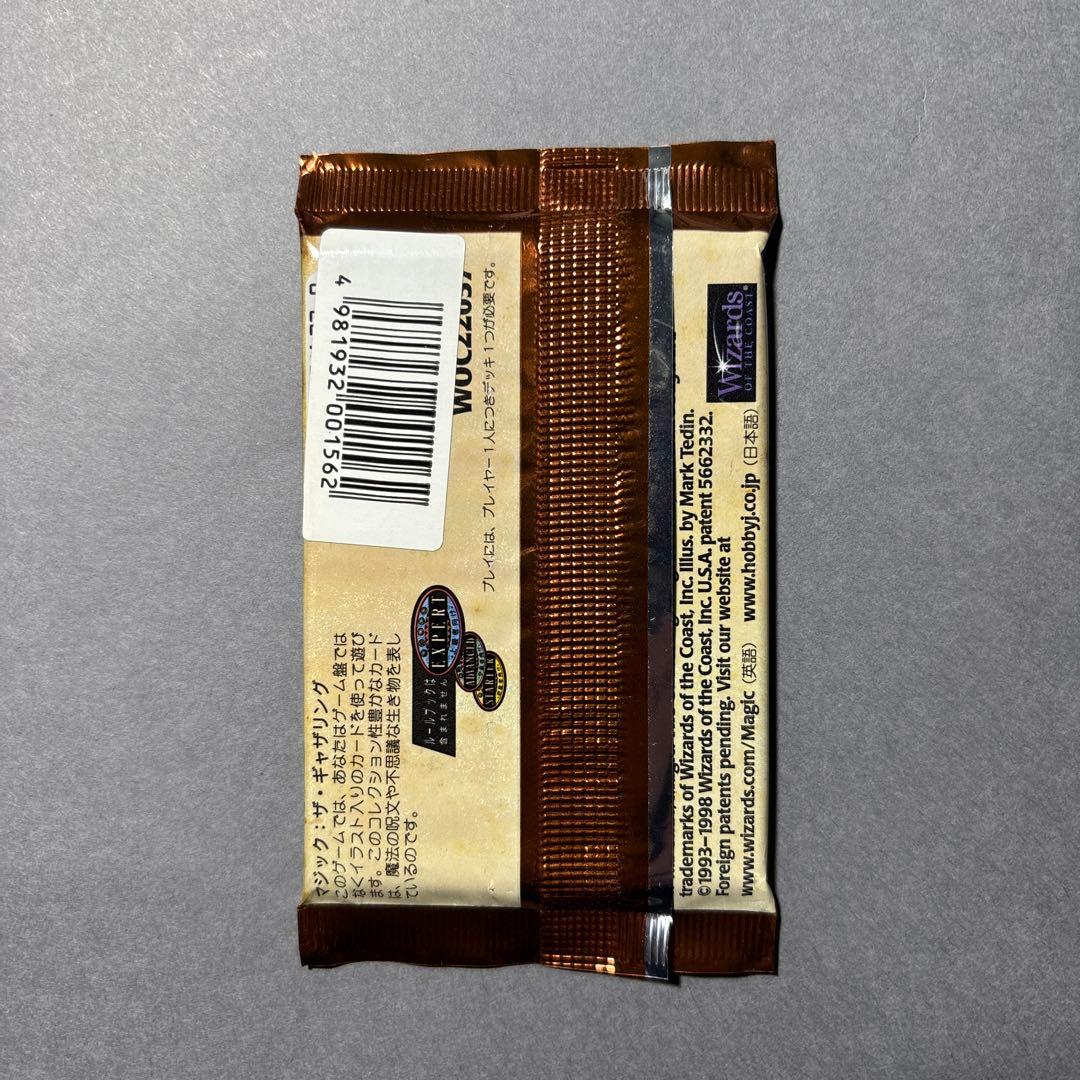 マジック：ザ・ギャザリング
このゲームでは、あなたはゲーム盤では
なくイラスト入りのカードを使って遊び
ます。このコレクション性豊かなカード
は、魔法の呪文や不思議な生き物を表し
ているのです。
ルールブックは
含まれません
EXPERT
ADVANCED
STARTER
プレイには、プレイヤー1人につきデッキ1つが必要です。
4 981932 001562
WOC22037
trademarks of Wizards of the Coast, Inc. Illus. by Mark Tedin.
©1993–1998 Wizards of the Coast, Inc. U.S.A. patent 5662332.
Foreign patents pending. Visit our website at
www.wizards.com/Magic（英語） www.hobbyj.co.jp（日本語）
Wizards®
OF THE COAST